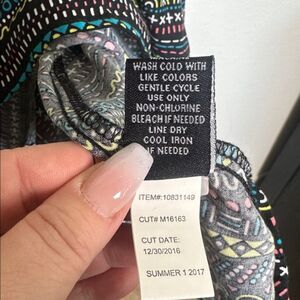 WASH COLD WITH
LIKE COLORS
GENTLE CYCLE
USE ONLY
NON-CHLORINE
BLEACH IF NEEDED
LINE DRY
COOL IRON
IF NEEDED
ITEM#:10831149
CUT# M16163
CUT DATE:
12/30/2016
SUMMER 1 2017